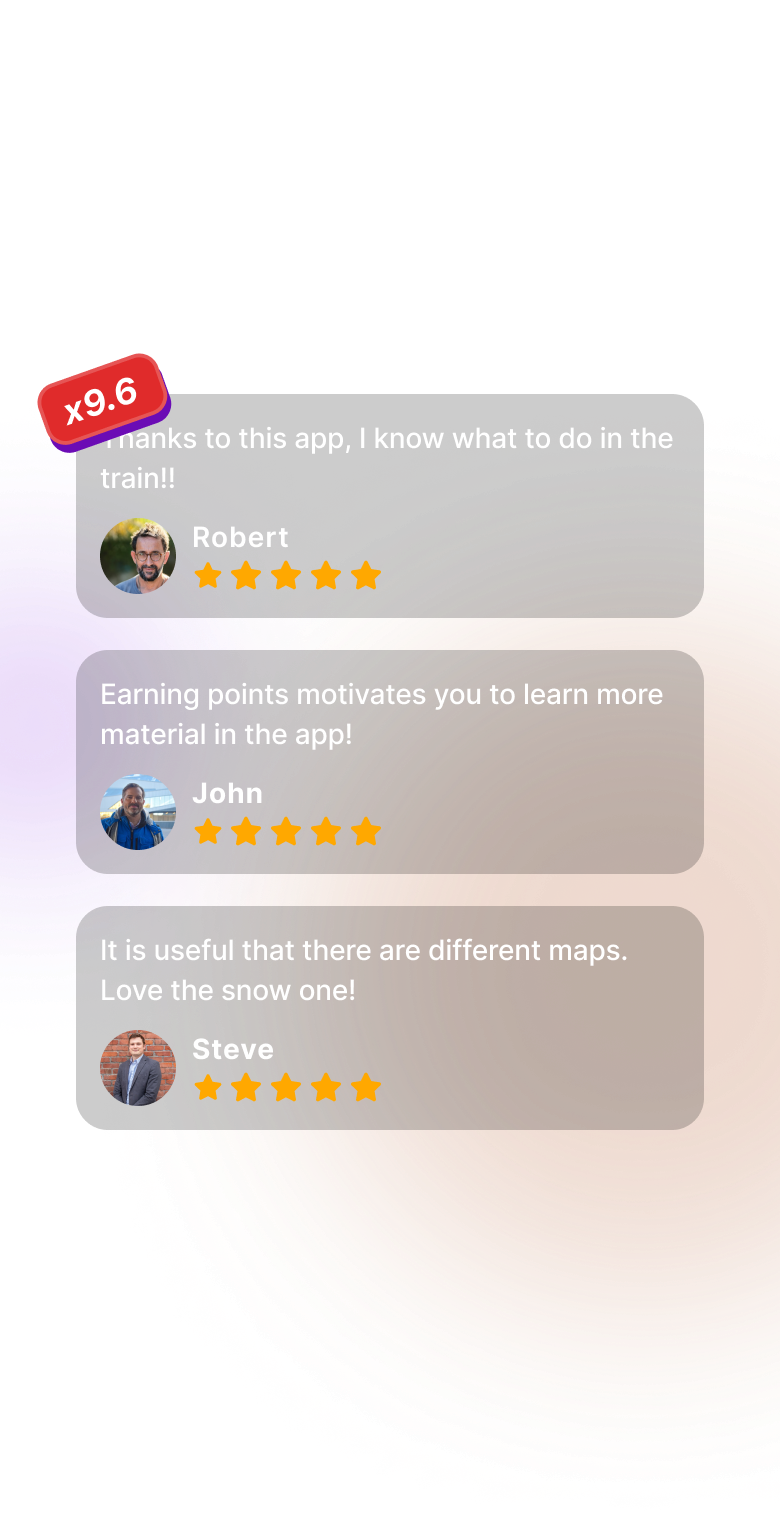 x9.6
Thanks to this app, I know what to do in the
train!!
Robert
Earning points motivates you to learn more
material in the app!
John
It is useful that there are different maps.
Love the snow one!
Steve